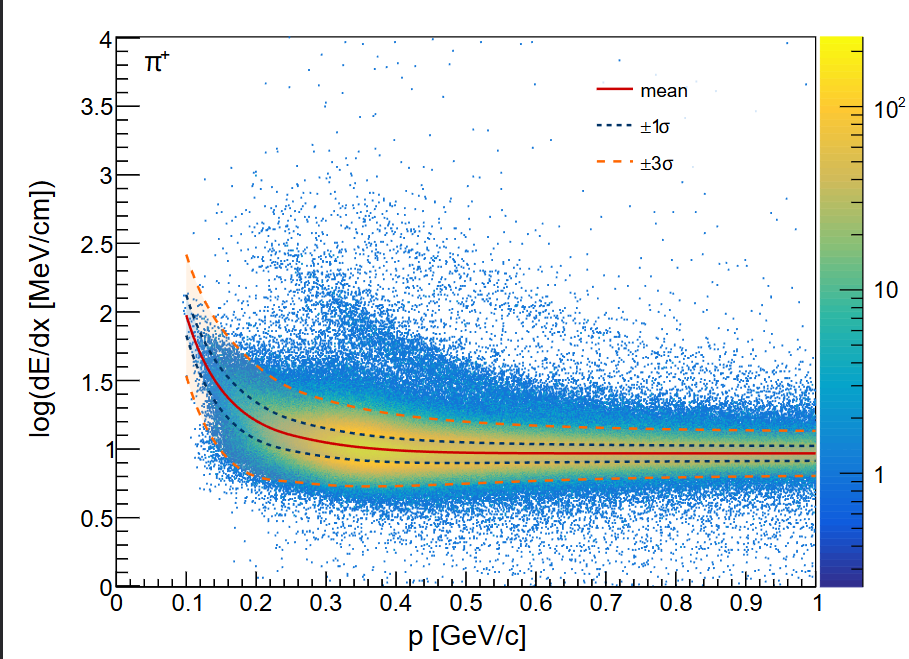 π⁺
mean
±1σ
±3σ
log(dE/dx [MeV/cm])
4
3.5
3
2.5
2
1.5
1
0.5
0
0 0.1 0.2 0.3 0.4 0.5 0.6 0.7 0.8 0.9 1
p [GeV/c]
10²
10
1